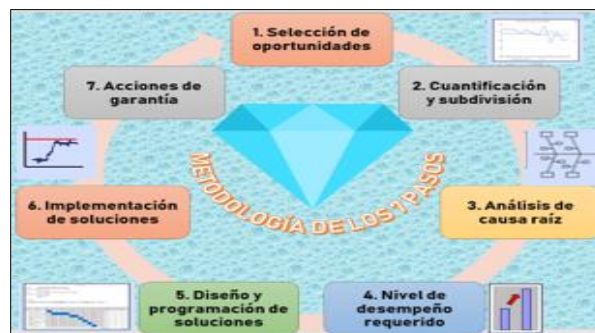 1. Selección de
oportunidades
2. Cuantificación
y subdivisión
3. Análisis de
causa raíz
4. Nivel de
desempeño
requerido
5. Diseño y
programación de
soluciones
6. Implementación
de soluciones
7. Acciones de
garantía
METODOLOGÍA DE LOS 7 PASOS